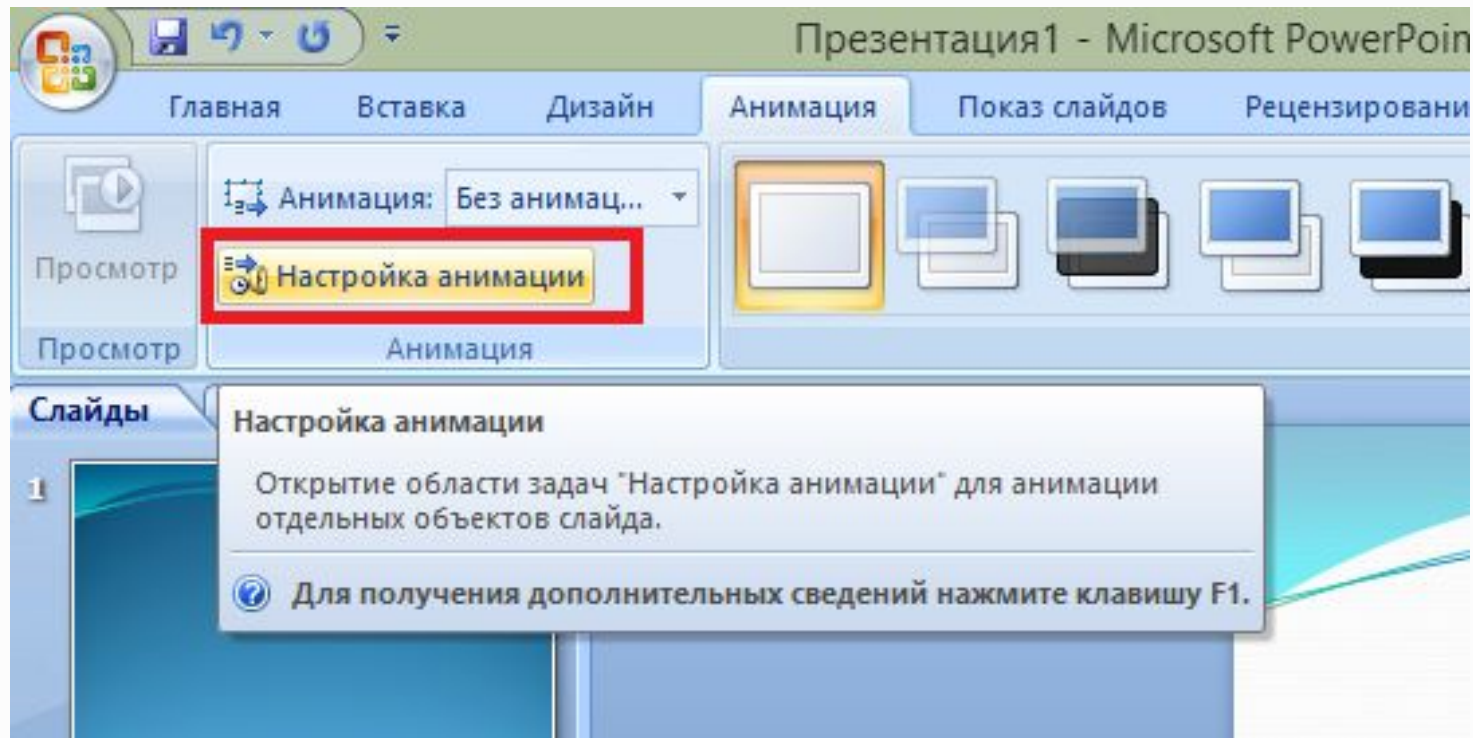 Презентация1 - Microsoft PowerPoin
Главная Вставка Дизайн Анимация Показ слайдов Рецензировани
Анимация: Без анимац...
Просмотр
Настройка анимации
Просмотр Анимация
Слайды
Настройка анимации
1
Открытие области задач "Настройка анимации" для анимации
отдельных объектов слайда.
Для получения дополнительных сведений нажмите клавишу F1.